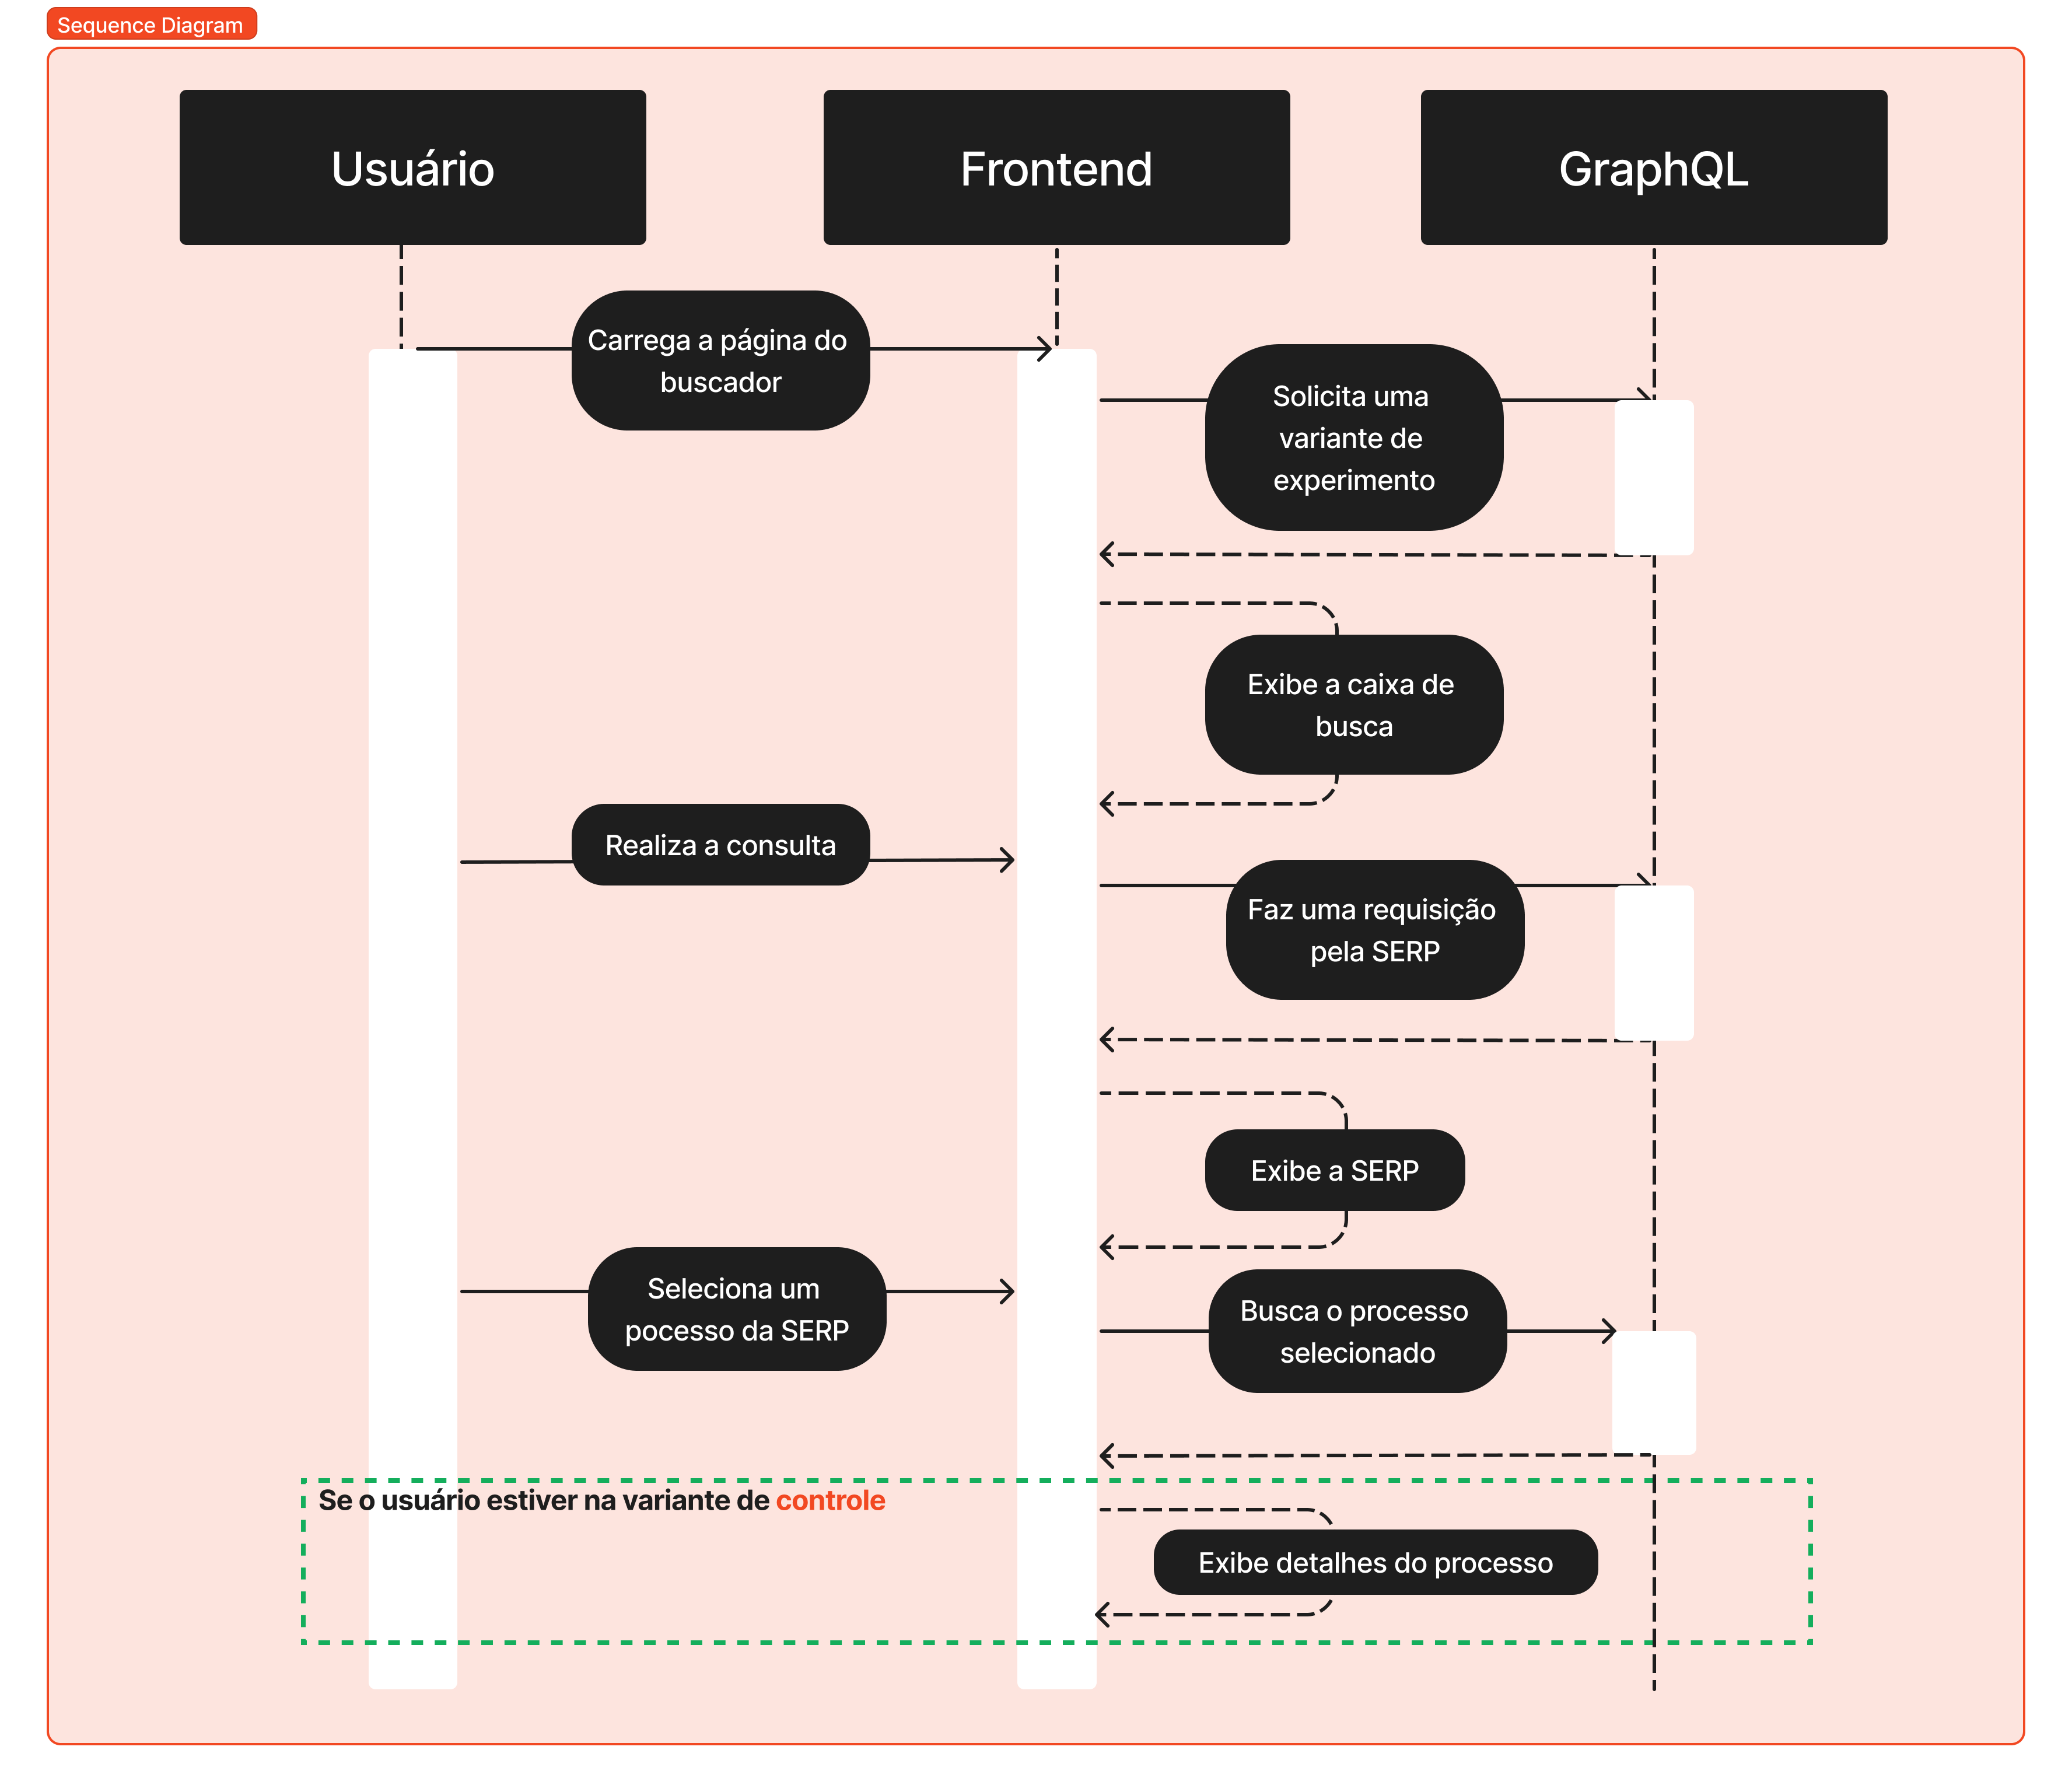 Sequence Diagram
Usuário
Frontend
GraphQL
Carrega a página do
buscador
Solicita uma
variante de
experimento
Exibe a caixa de
busca
Realiza a consulta
Faz uma requisição
pela SERP
Exibe a SERP
Seleciona um
pocesso da SERP
Busca o processo
selecionado
Se o usuário estiver na variante de controle
Exibe detalhes do processo